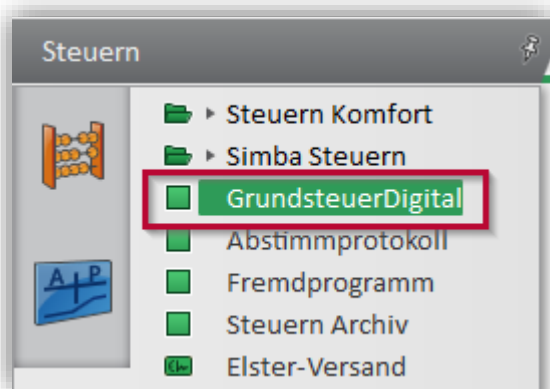 Steuern
Steuern Komfort
Simba Steuern
GrundsteuerDigital
Abstimmprotokoll
Fremdprogramm
A P
Steuern Archiv
Elster-Versand